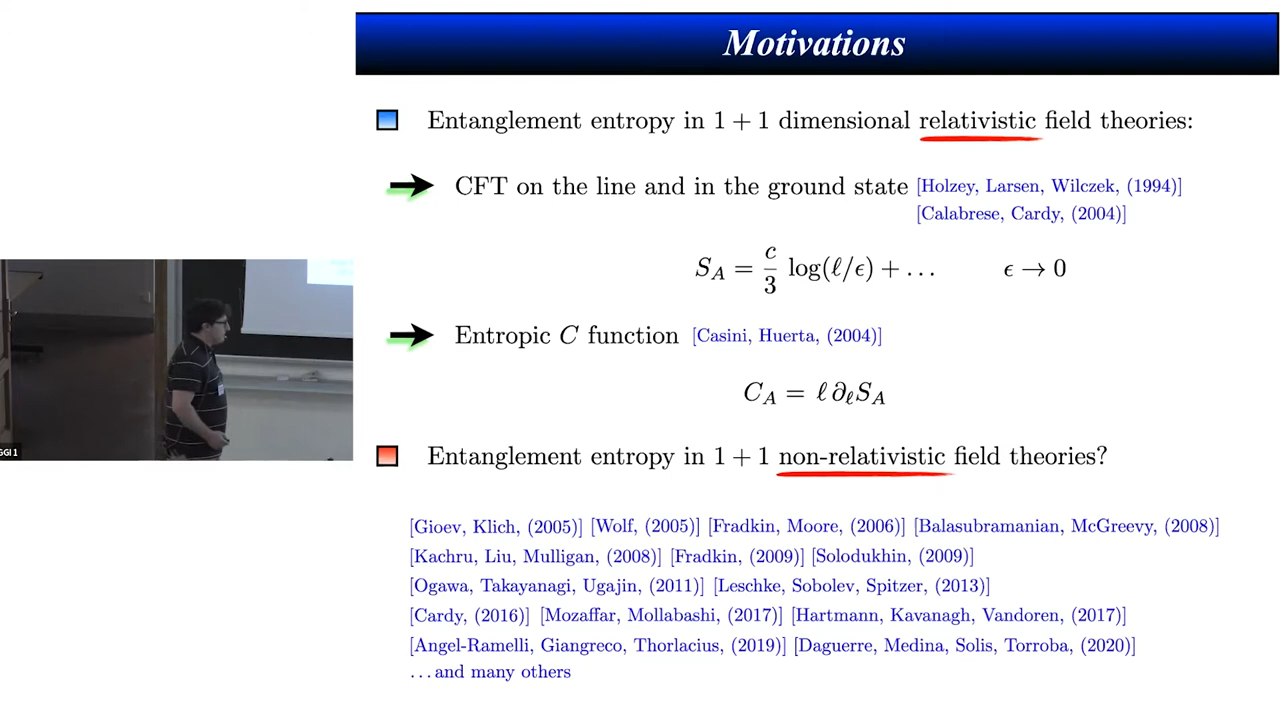 Motivations
Entanglement entropy in 1 + 1 dimensional relativistic field theories:
CFT on the line and in the ground state [Holzey, Larsen, Wilczek, (1994)]
[Calabrese, Cardy, (2004)]
S_A = c/3 log(ℓ/ϵ) + … ϵ → 0
Entropic C function [Casini, Huerta, (2004)]
C_A = ℓ ∂_ℓ S_A
Entanglement entropy in 1 + 1 non-relativistic field theories?
[Gioev, Klich, (2005)] [Wolf, (2005)] [Fradkin, Moore, (2006)] [Balasubramanian, McGreevy, (2008)]
[Kachru, Liu, Mulligan, (2008)] [Fradkin, (2009)] [Solodukhin, (2009)]
[Ogawa, Takayanagi, Ugajin, (2011)] [Leschke, Sobolev, Spitzer, (2013)]
[Cardy, (2016)] [Mozaffar, Mollabashi, (2017)] [Hartmann, Kavanagh, Vandoren, (2017)]
[Angel-Ramelli, Giangreco, Thorlacius, (2019)] [Daguerre, Medina, Solis, Torroba, (2020)]
…and many others
GGI 1